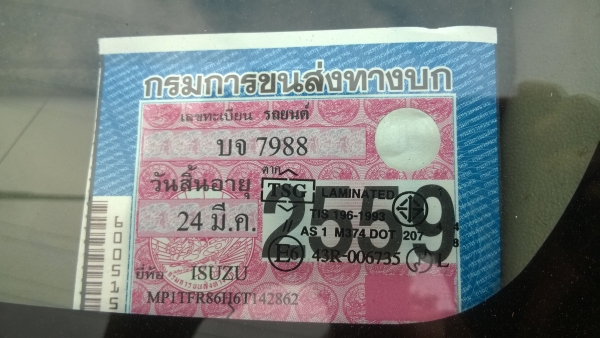 กรมการขนส่งทางบก
เลขทะเบียน รถยนต์
บจ 7988
วันสิ้นอายุ
24 มี.ค. 2569
TSG LAMINATED
TIS 196-1993
AS 1 M374 DOT 207
E6 43R-006735
ยี่ห้อ ISUZU
MP1TFR86H6T142862
600515